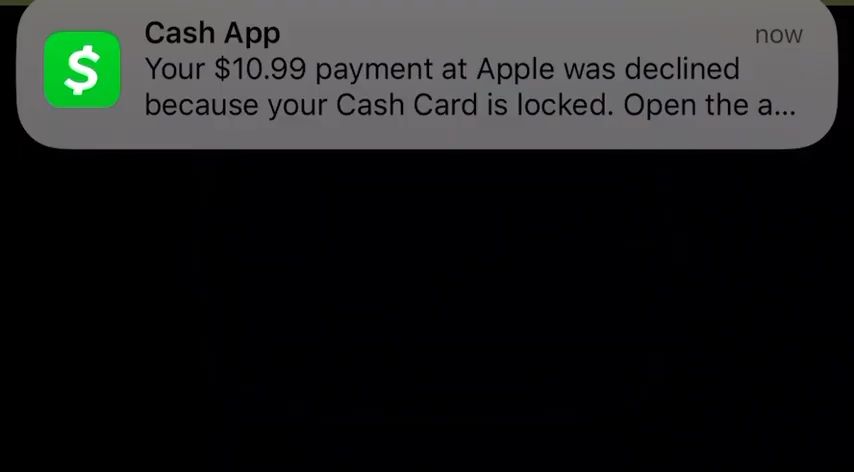 Cash App
now
Your $10.99 payment at Apple was declined
because your Cash Card is locked. Open the a...